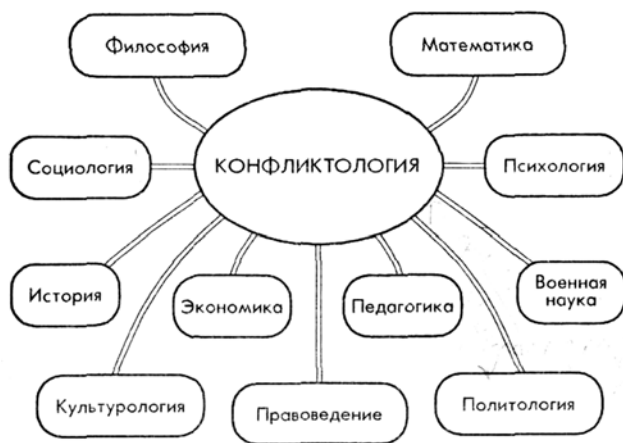 Философия
Математика
Социология
КОНФЛИКТОЛОГИЯ
Психология
История
Экономика
Педагогика
Военная
наука
Культурология
Правоведение
Политология